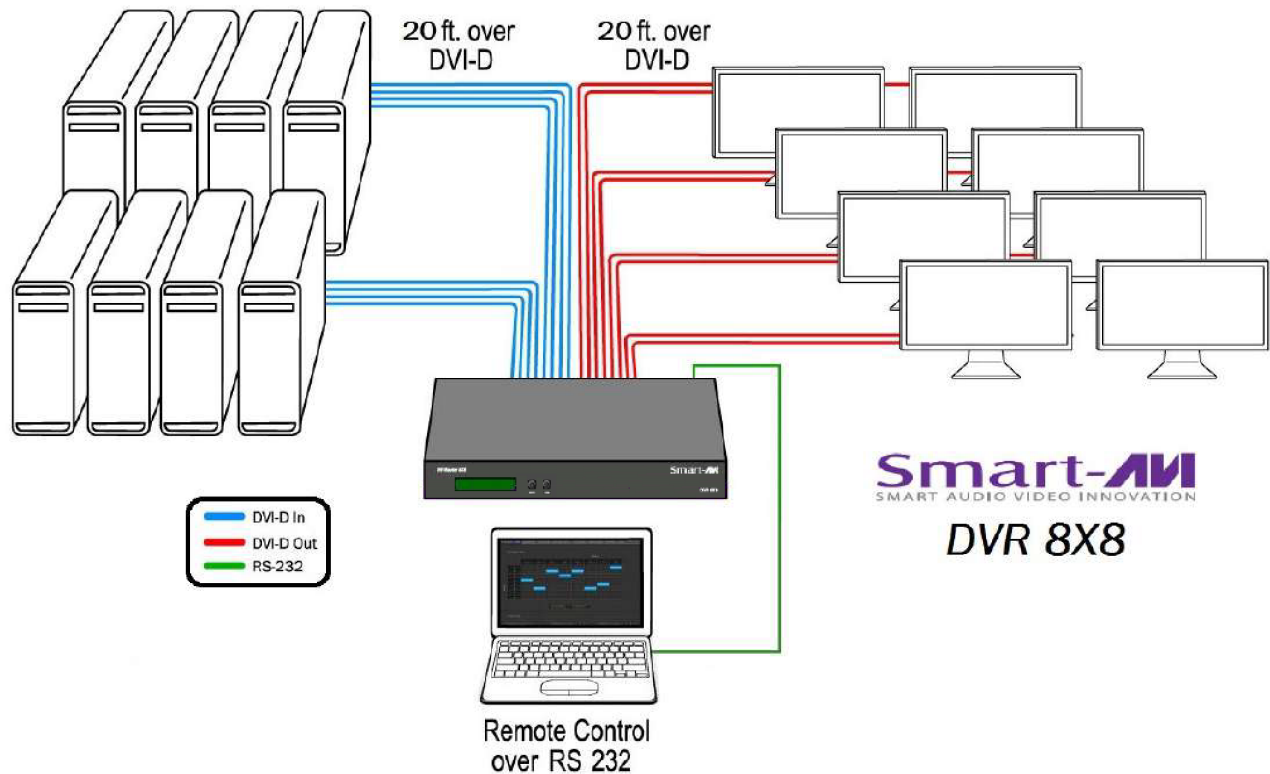 20 ft. over
DVI-D
20 ft. over
DVI-D
Smart-AVI
Smart-AVI
SMART AUDIO VIDEO INNOVATION
DVR 8X8
DVI-D In
DVI-D Out
RS-232
Remote Control
over RS 232